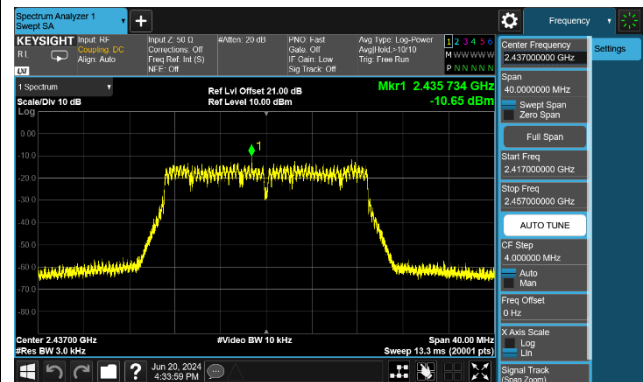 Spectrum Analyzer 1
Swept SA
Frequency
KEYSIGHT
Input: RF
Coupling: DC
Align: Auto
Input Z: 50 Ω
Corrections: Off
Freq Ref: Int (S)
NFE: Off
#Atten: 20 dB
PNO: Fast
Gate: Off
IF Gain: Low
Sig Track: Off
Avg Type: Log-Power
Avg|Hold:>10/10
Trig: Free Run
1 2 3 4 5 6
M W W W W W
P N N N N N
RL
LXI
1 Spectrum
Scale/Div 10 dB
Log
Ref Lvl Offset 21.00 dB
Ref Level 10.00 dBm
Mkr1 2.435 734 GHz
-10.65 dBm
1
0.00
-10.0
-20.0
-30.0
-40.0
-50.0
-60.0
-70.0
-80.0
Center 2.43700 GHz
#Res BW 3.0 kHz
#Video BW 10 kHz
Span 40.00 MHz
Sweep 13.3 ms (20001 pts)
Jun 20, 2024
4:33:59 PM
Center Frequency
2.437000000 GHz
Settings
Span
40.0000000 MHz
Swept Span
Zero Span
Full Span
Start Freq
2.417000000 GHz
Stop Freq
2.457000000 GHz
AUTO TUNE
CF Step
4.000000 MHz
Auto
Man
Freq Offset
0 Hz
X Axis Scale
Log
Lin
Signal Track
(Span Zoom)